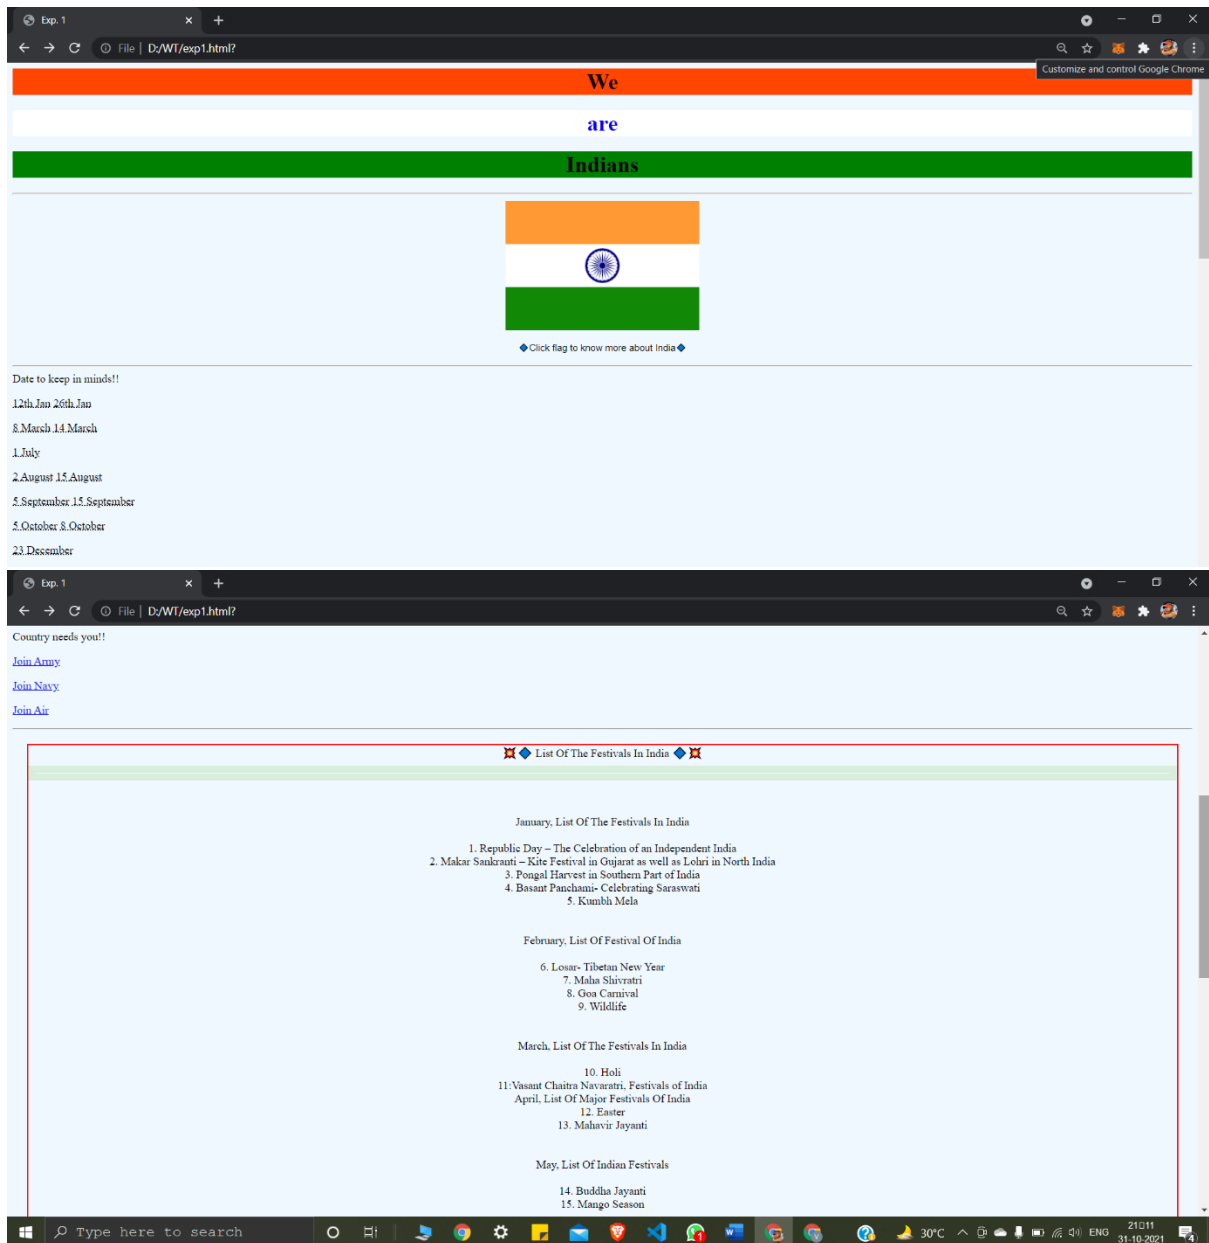 Exp. 1
File | D:/WT/exp1.html?
Customize and control Google Chrome
We
are
Indians
Click flag to know more about India
Date to keep in minds!!
12th Jan 26th Jan
8 March 14 March
1 July
2 August 15 August
5 September 15 September
5 October 8 October
23 December
Exp. 1
File | D:/WT/exp1.html?
Country needs you!!
Join Army
Join Navy
Join Air
List Of The Festivals In India
January, List Of The Festivals In India
1. Republic Day – The Celebration of an Independent India
2. Makar Sankranti – Kite Festival in Gujarat as well as Lohri in North India
3. Pongal Harvest in Southern Part of India
4. Basant Panchami- Celebrating Saraswati
5. Kumbh Mela
February, List Of Festival Of India
6. Losar- Tibetan New Year
7. Maha Shivratri
8. Goa Carnival
9. Wildlife
March, List Of The Festivals In India
10. Holi
11:Vasant Chaitra Navaratri, Festivals of India
April, List Of Major Festivals Of India
12. Easter
13. Mahavir Jayanti
May, List Of Indian Festivals
14. Buddha Jayanti
15. Mango Season
Type here to search
30°C
ENG
21▯11
31-10-2021
4